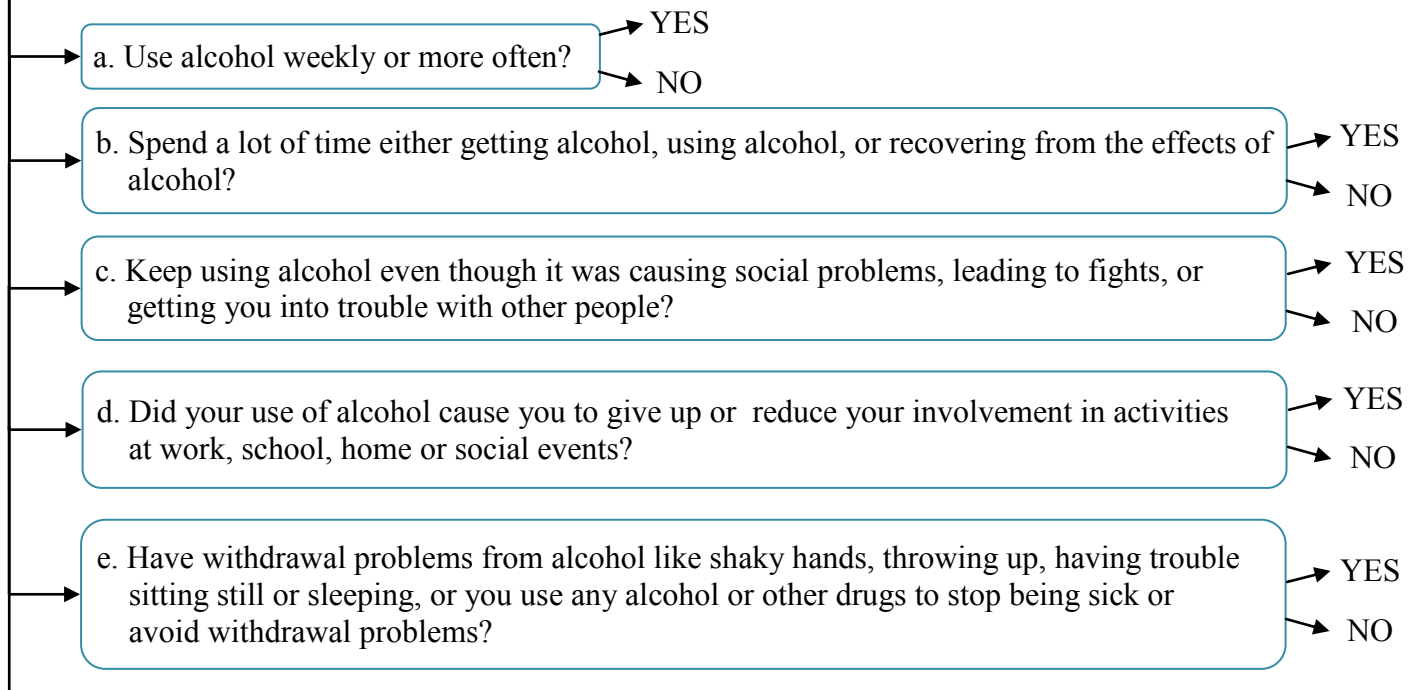 a. Use alcohol weekly or more often?
YES
NO
b. Spend a lot of time either getting alcohol, using alcohol, or recovering from the effects of
alcohol?
YES
NO
c. Keep using alcohol even though it was causing social problems, leading to fights, or
getting you into trouble with other people?
YES
NO
d. Did your use of alcohol cause you to give up or  reduce your involvement in activities
at work, school, home or social events?
YES
NO
e. Have withdrawal problems from alcohol like shaky hands, throwing up, having trouble
sitting still or sleeping, or you use any alcohol or other drugs to stop being sick or
avoid withdrawal problems?
YES
NO